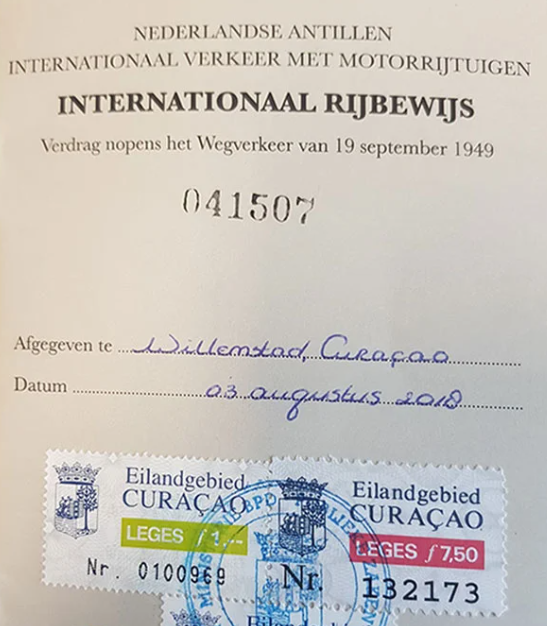 NEDERLANDSE ANTILLEN
INTERNATIONAAL VERKEER MET MOTORRIJTUIGEN
INTERNATIONAAL RIJBEWIJS
Verdrag nopens het Wegverkeer van 19 september 1949
041507
Afgegeven te Willemstad, Curaçao
Datum 03 augustus 2018
Eilandgebied
CURAÇAO
LEGES ƒ 1,--
Nr. 0100969
Eilandgebied
CURAÇAO
LEGES ƒ 7,50
Nr. 132173